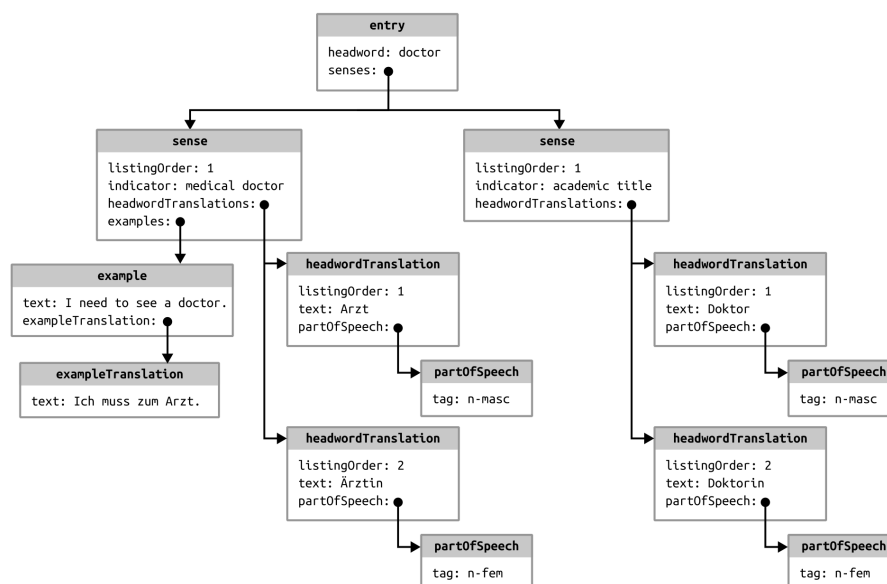 entry
headword: doctor
senses:
sense
listingOrder: 1
indicator: medical doctor
headwordTranslations:
examples:
example
text: I need to see a doctor.
exampleTranslation:
exampleTranslation
text: Ich muss zum Arzt.
headwordTranslation
listingOrder: 1
text: Arzt
partOfSpeech:
partOfSpeech
tag: n-masc
headwordTranslation
listingOrder: 2
text: Ärztin
partOfSpeech:
partOfSpeech
tag: n-fem
sense
listingOrder: 1
indicator: academic title
headwordTranslations:
headwordTranslation
listingOrder: 1
text: Doktor
partOfSpeech:
partOfSpeech
tag: n-masc
headwordTranslation
listingOrder: 2
text: Doktorin
partOfSpeech:
partOfSpeech
tag: n-fem